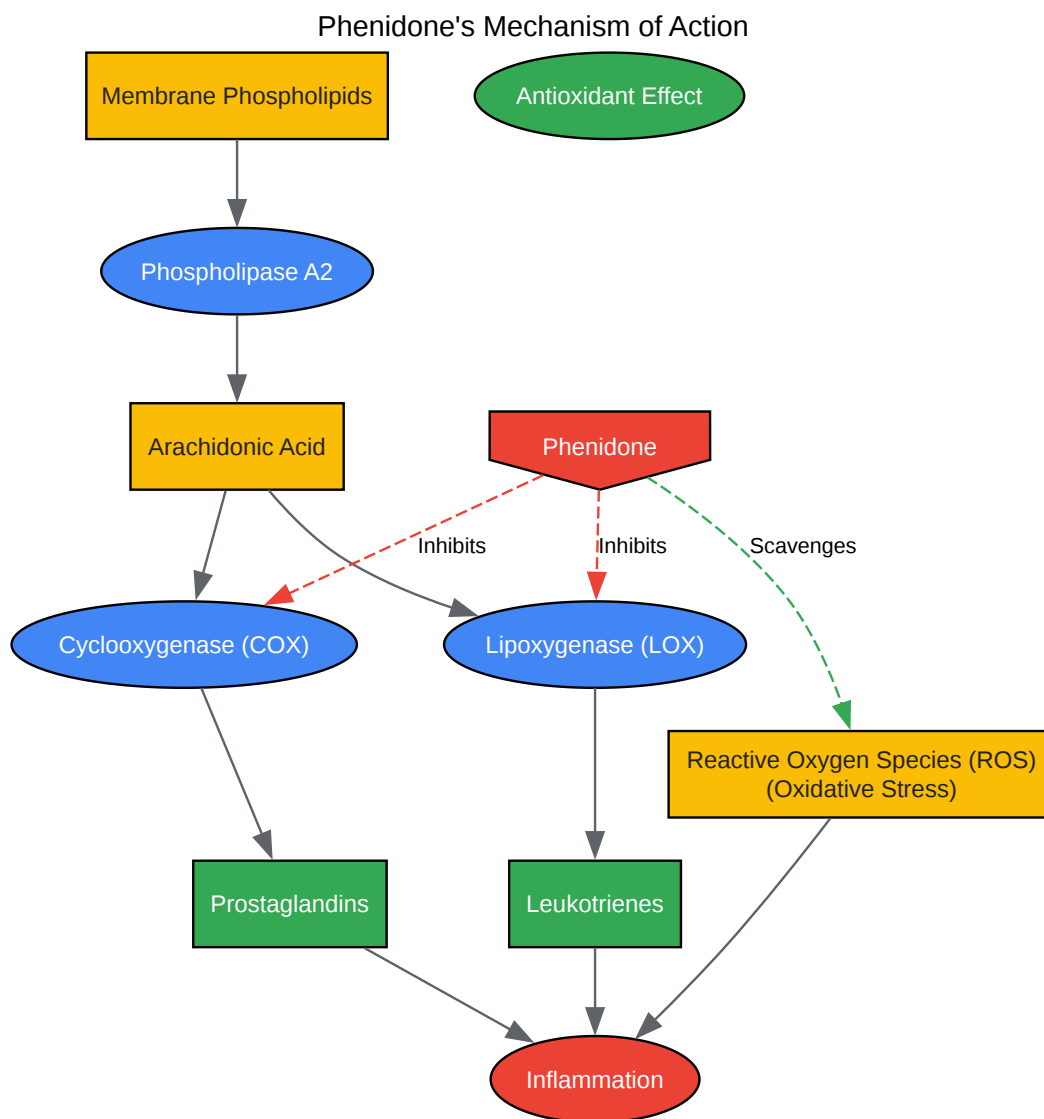 Phenidone's Mechanism of Action
Membrane Phospholipids
Antioxidant Effect
Phospholipase A2
Arachidonic Acid
Phenidone
Inhibits
Inhibits
Scavenges
Cyclooxygenase (COX)
Lipoxygenase (LOX)
Reactive Oxygen Species (ROS)
(Oxidative Stress)
Prostaglandins
Leukotrienes
Inflammation